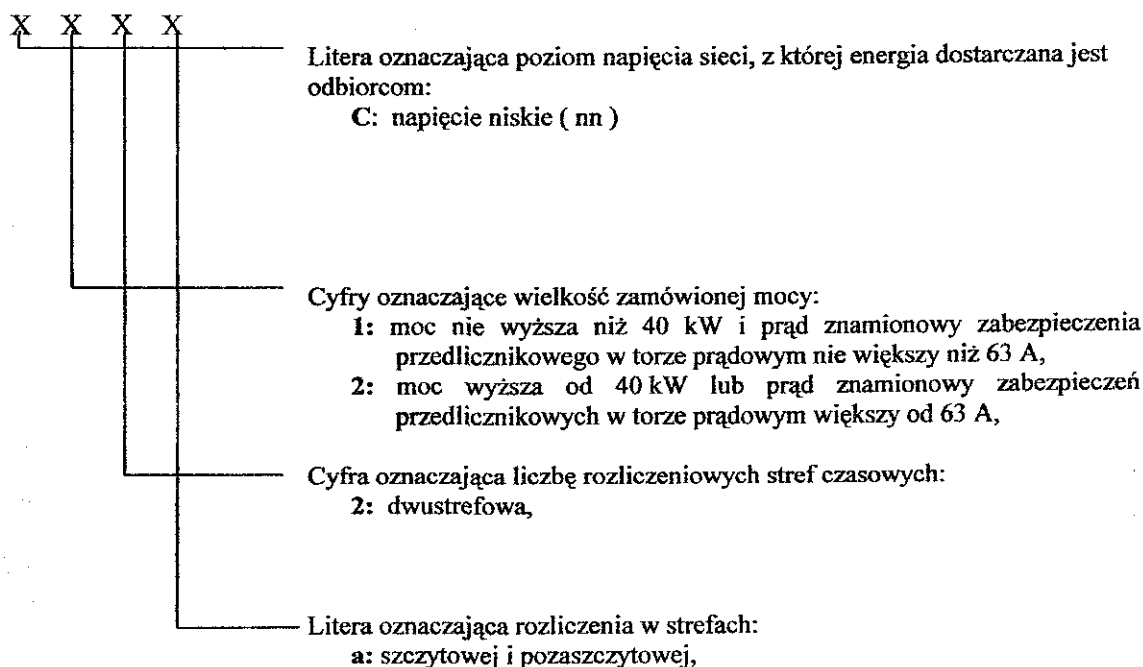 X X X X
Litera oznaczająca poziom napięcia sieci, z której energia dostarczana jest
odbiorcom:
C: napięcie niskie ( nn )
Cyfry oznaczające wielkość zamówionej mocy:
1: moc nie wyższa niż 40 kW i prąd znamionowy zabezpieczenia
przedlicznikowego w torze prądowym nie większy niż 63 A,
2: moc wyższa od 40 kW lub prąd znamionowy zabezpieczeń
przedlicznikowych w torze prądowym większy od 63 A,
Cyfra oznaczająca liczbę rozliczeniowych stref czasowych:
2: dwustrefowa,
Litera oznaczająca rozliczenia w strefach:
a: szczytowej i pozaszczytowej,